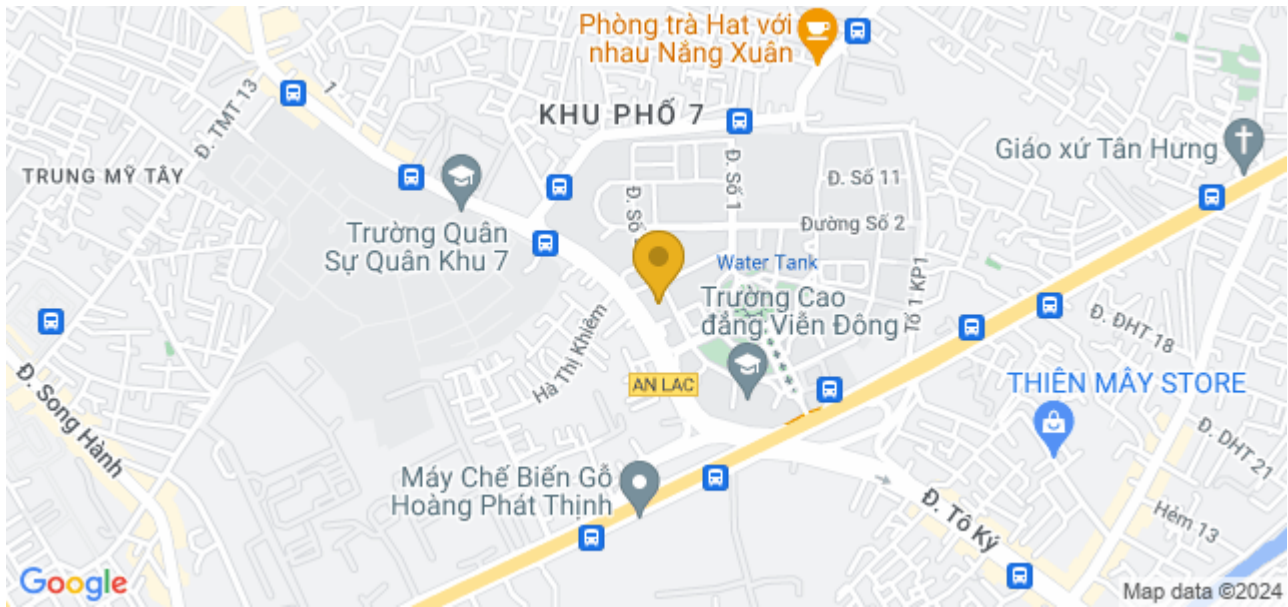 Phòng trà Hat với
nhau Nắng Xuân
Đ. TMT 13
1
KHU PHỐ 7
Giáo xứ Tân Hưng
TRUNG MỸ TÂY
Đ. Số 1
Đ. Số 11
Đ. Số
Đường Số 2
Trường Quân
Sự Quân Khu 7
Water Tank
Trường Cao
đẳng Viễn Đông
Tổ 1 KP1
Đ. ĐHT 18
Hà Thị Khiêm
AN LAC
THIÊN MÂY STORE
Đ. Song Hành
Đ. DHT 21
Máy Chế Biến Gỗ
Hoàng Phát Thịnh
Đ. Tô Ký
Hẻm 13
Google
Map data ©2024